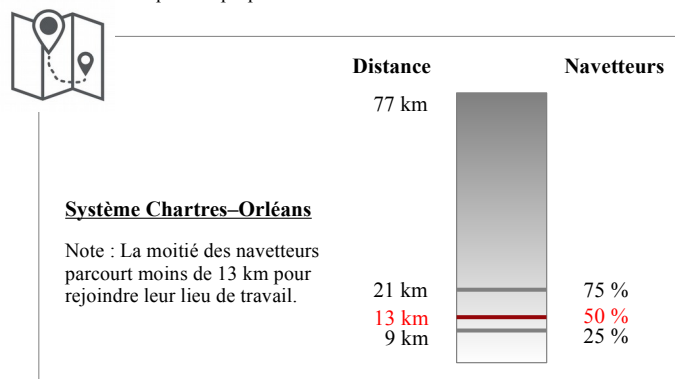 Distance Navetteurs
77 km
Système Chartres–Orléans
Note : La moitié des navetteurs
parcourt moins de 13 km pour
rejoindre leur lieu de travail.
21 km 75 %
13 km 50 %
9 km 25 %